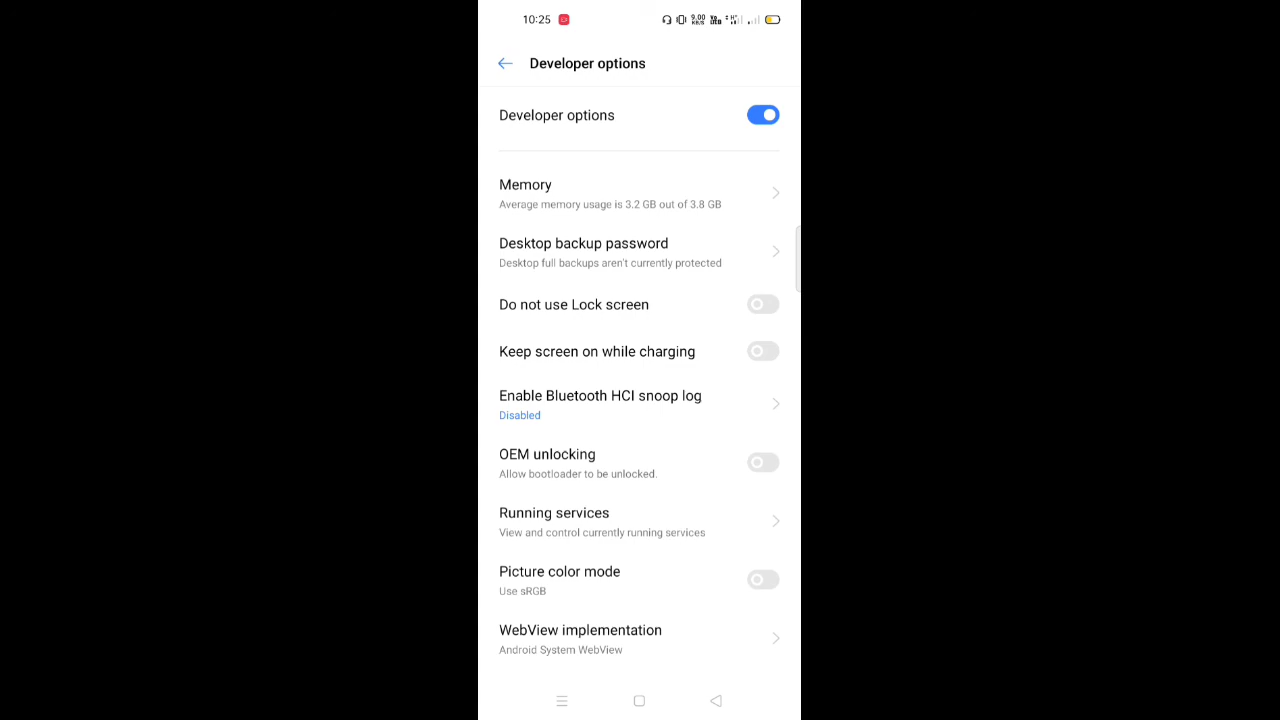 10:25
9.00 KB/S
Developer options
Developer options
Memory
Average memory usage is 3.2 GB out of 3.8 GB
Desktop backup password
Desktop full backups aren't currently protected
Do not use Lock screen
Keep screen on while charging
Enable Bluetooth HCI snoop log
Disabled
OEM unlocking
Allow bootloader to be unlocked.
Running services
View and control currently running services
Picture color mode
Use sRGB
WebView implementation
Android System WebView